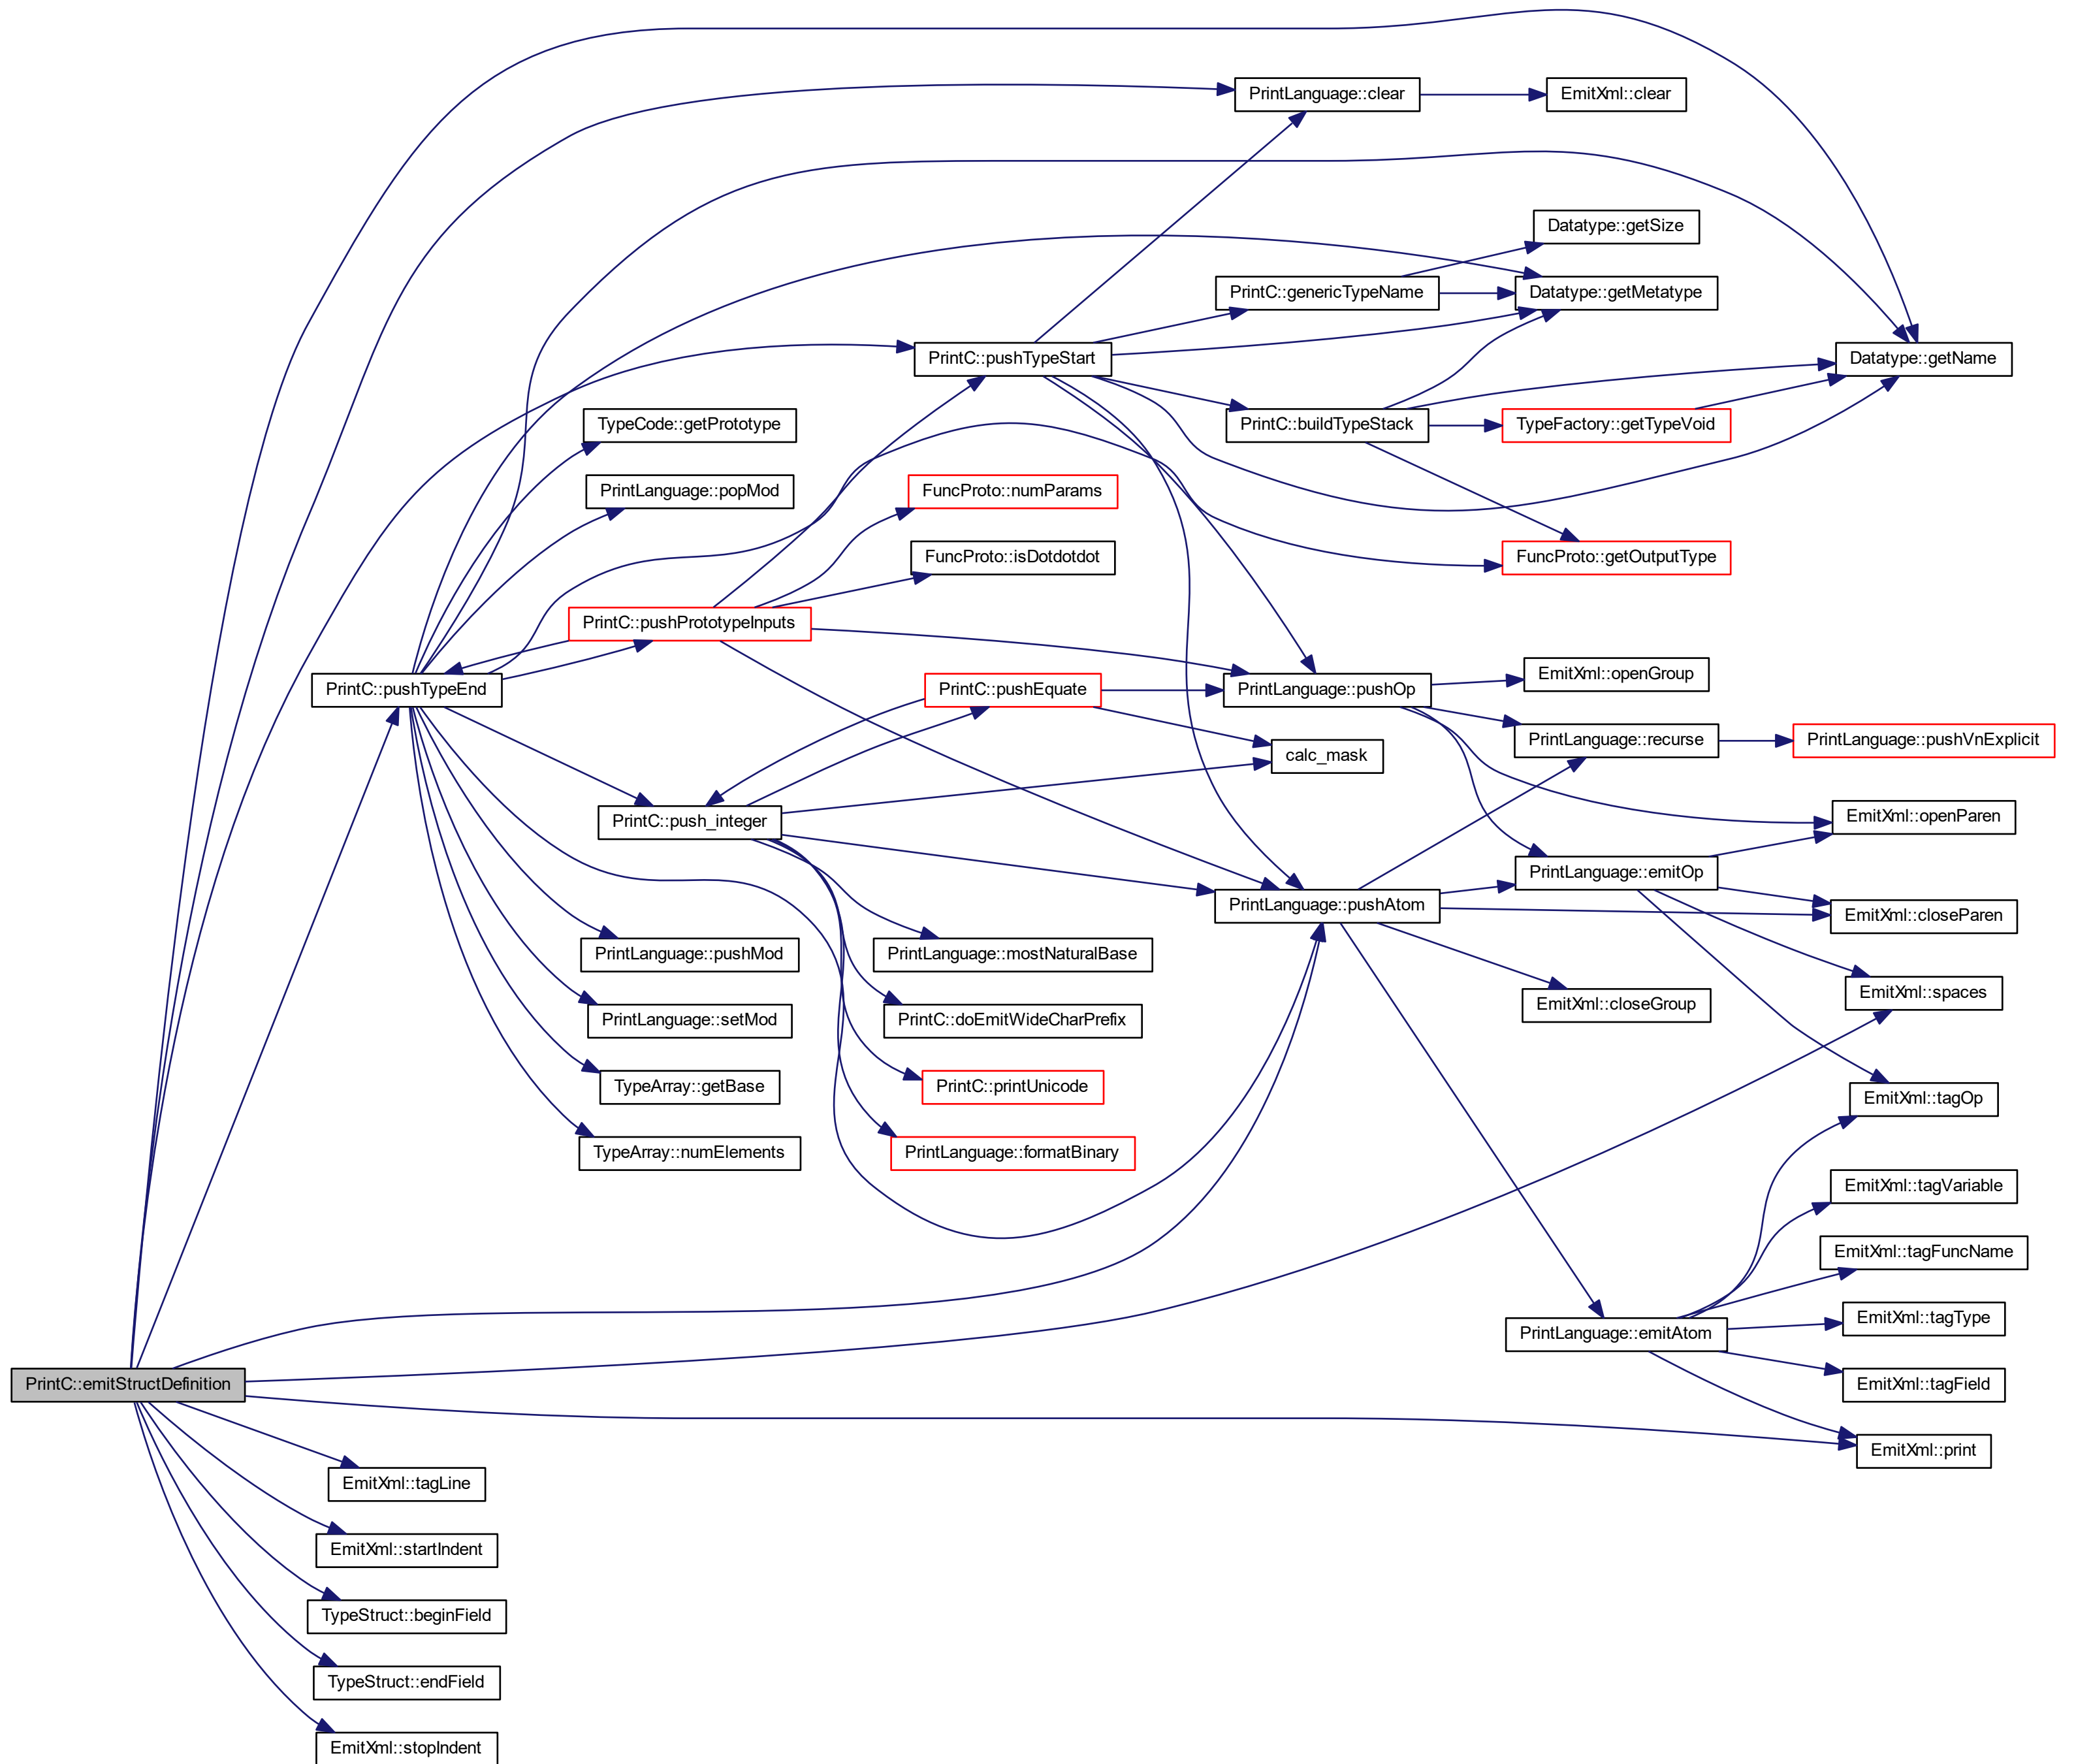 PrintLanguage::clear
EmitXml::clear
Datatype::getSize
PrintC::genericTypeName
Datatype::getMetatype
PrintC::pushTypeStart
Datatype::getName
TypeCode::getPrototype
PrintC::buildTypeStack
TypeFactory::getTypeVoid
PrintLanguage::popMod
FuncProto::numParams
FuncProto::isDotdotdot
FuncProto::getOutputType
PrintC::pushPrototypeInputs
PrintC::pushTypeEnd
PrintC::pushEquate
PrintLanguage::pushOp
EmitXml::openGroup
PrintLanguage::recurse
PrintLanguage::pushVnExplicit
calc_mask
PrintC::push_integer
EmitXml::openParen
PrintLanguage::emitOp
PrintLanguage::pushAtom
EmitXml::closeParen
PrintLanguage::pushMod
PrintLanguage::mostNaturalBase
EmitXml::spaces
EmitXml::closeGroup
PrintLanguage::setMod
PrintC::doEmitWideCharPrefix
TypeArray::getBase
PrintC::printUnicode
EmitXml::tagOp
TypeArray::numElements
PrintLanguage::formatBinary
EmitXml::tagVariable
EmitXml::tagFuncName
EmitXml::tagType
PrintLanguage::emitAtom
EmitXml::tagField
PrintC::emitStructDefinition
EmitXml::print
EmitXml::tagLine
EmitXml::startIndent
TypeStruct::beginField
TypeStruct::endField
EmitXml::stopIndent